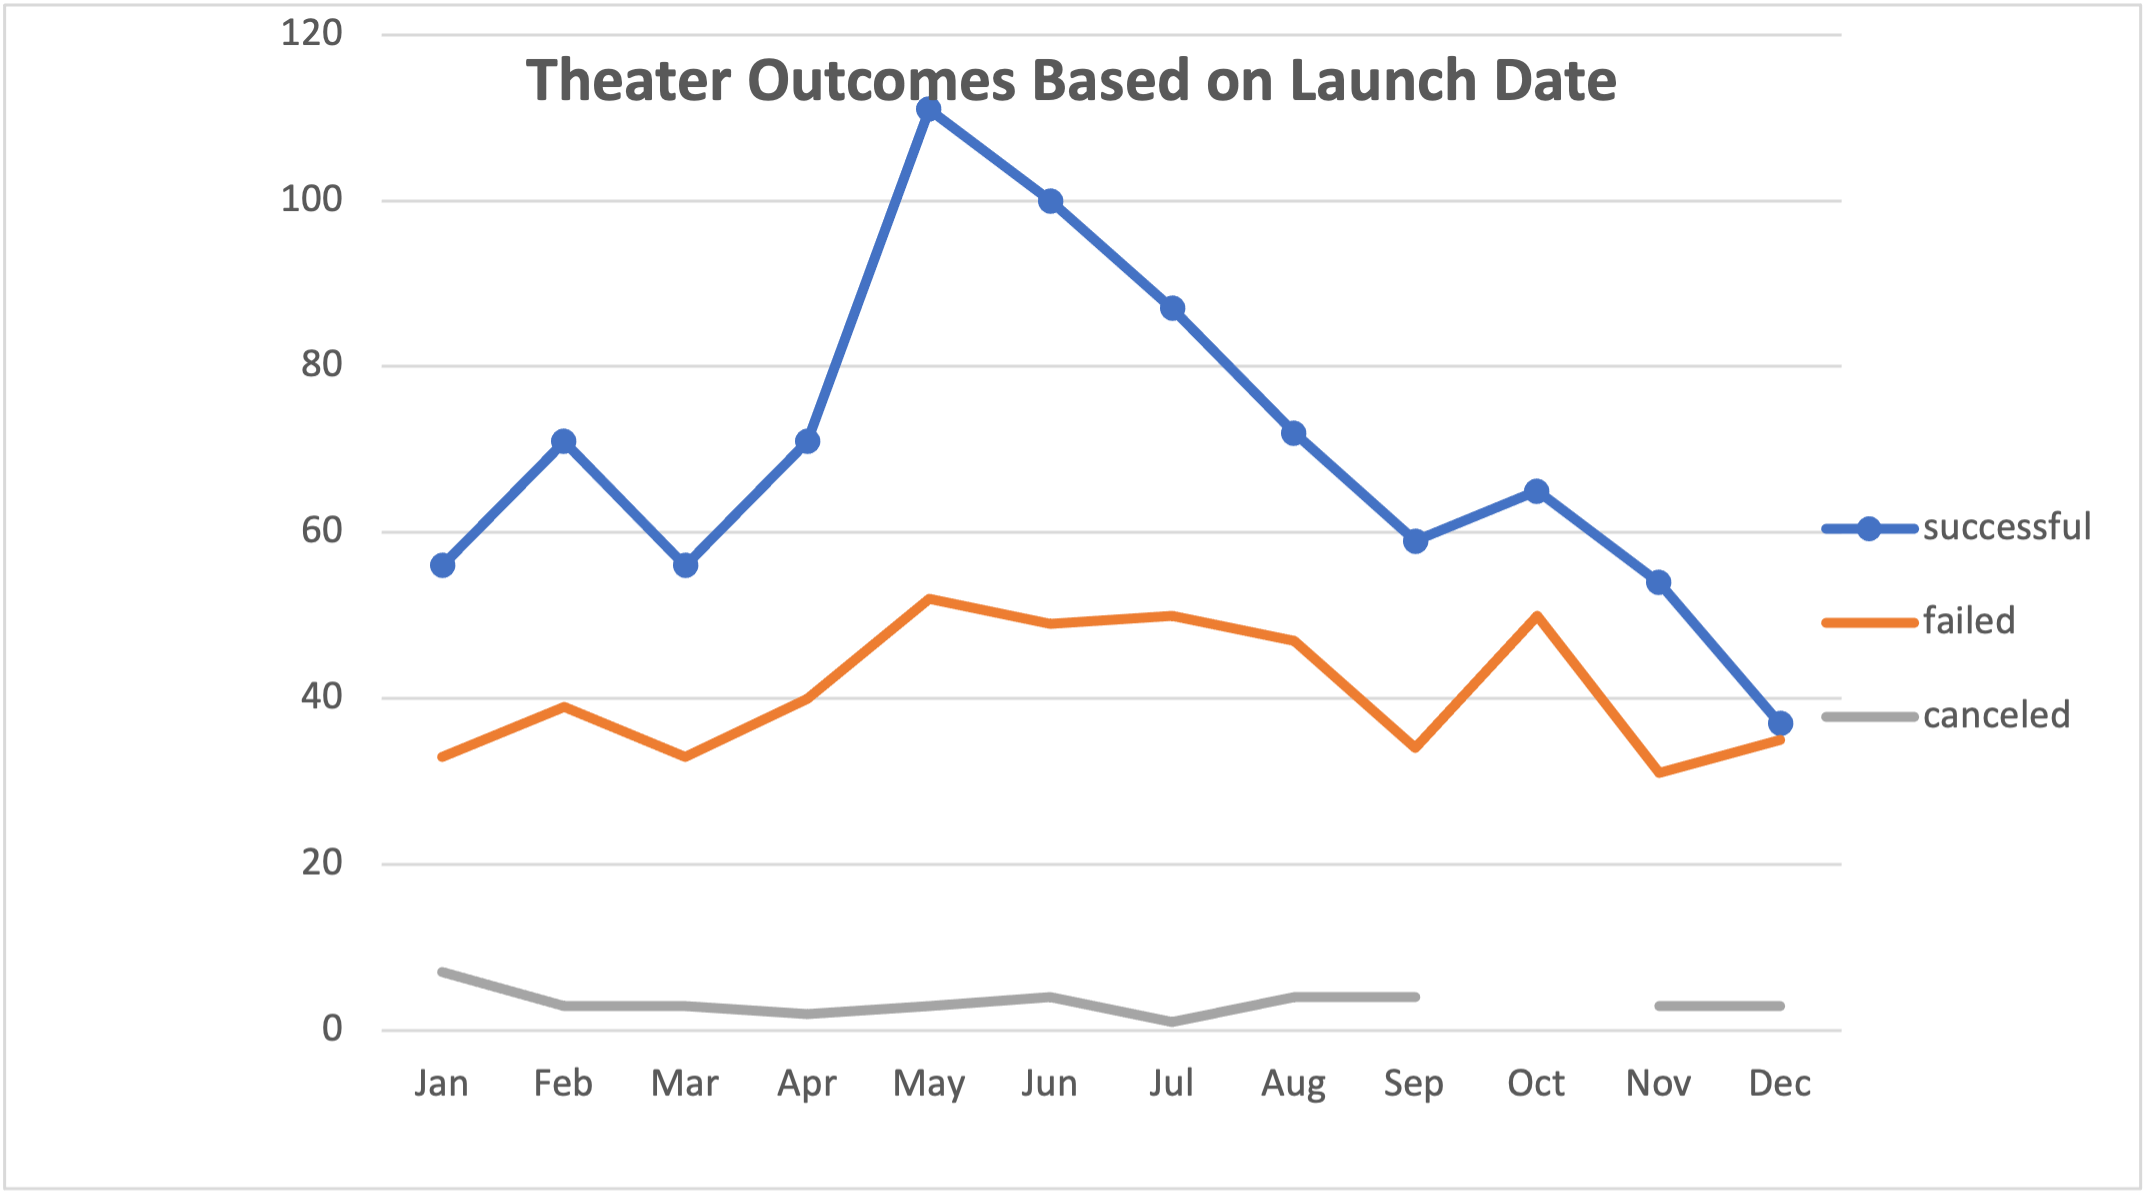 Theater Outcomes Based on Launch Date
120
100
80
60
40
20
0
Jan Feb Mar Apr May Jun Jul Aug Sep Oct Nov Dec
successful
failed
canceled